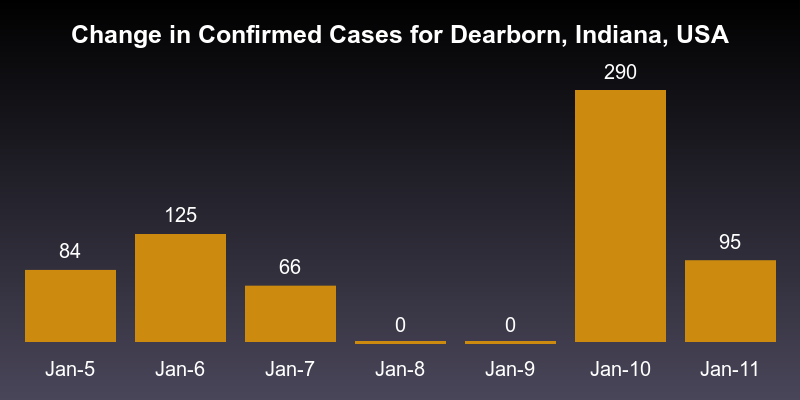 Change in Confirmed Cases for Dearborn, Indiana, USA
84
125
66
0
0
290
95
Jan-5
Jan-6
Jan-7
Jan-8
Jan-9
Jan-10
Jan-11